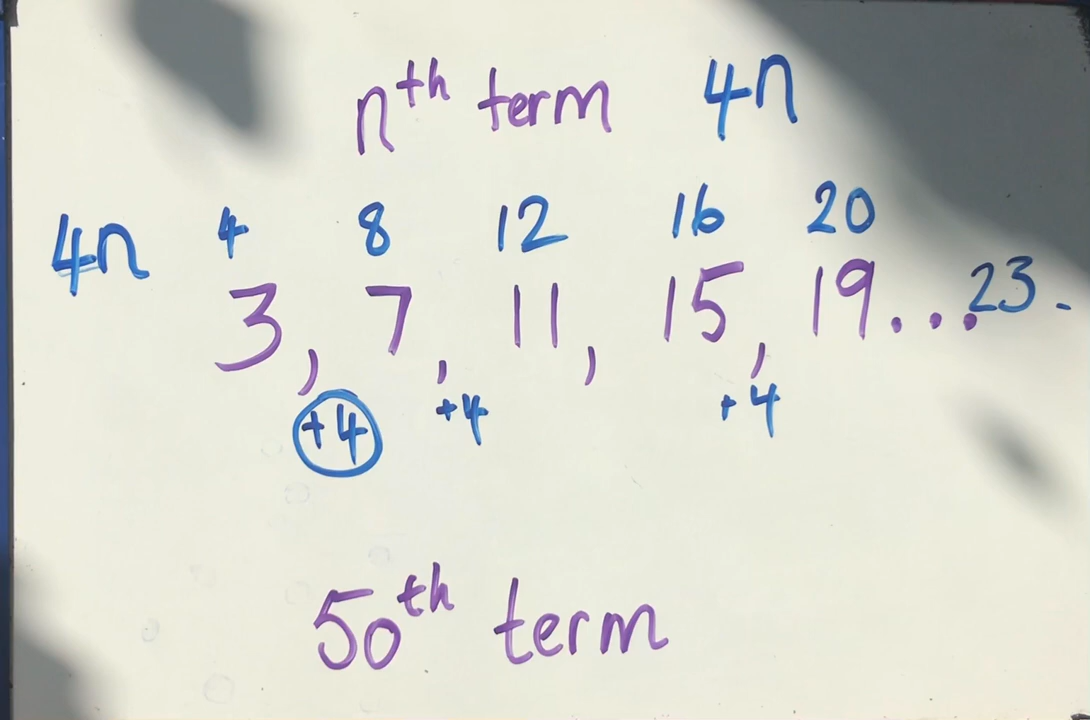 nth term 4n
4n 4 8 12 16 20
3, 7, 11, 15, 19... 23.
+4 +4 +4
50th term